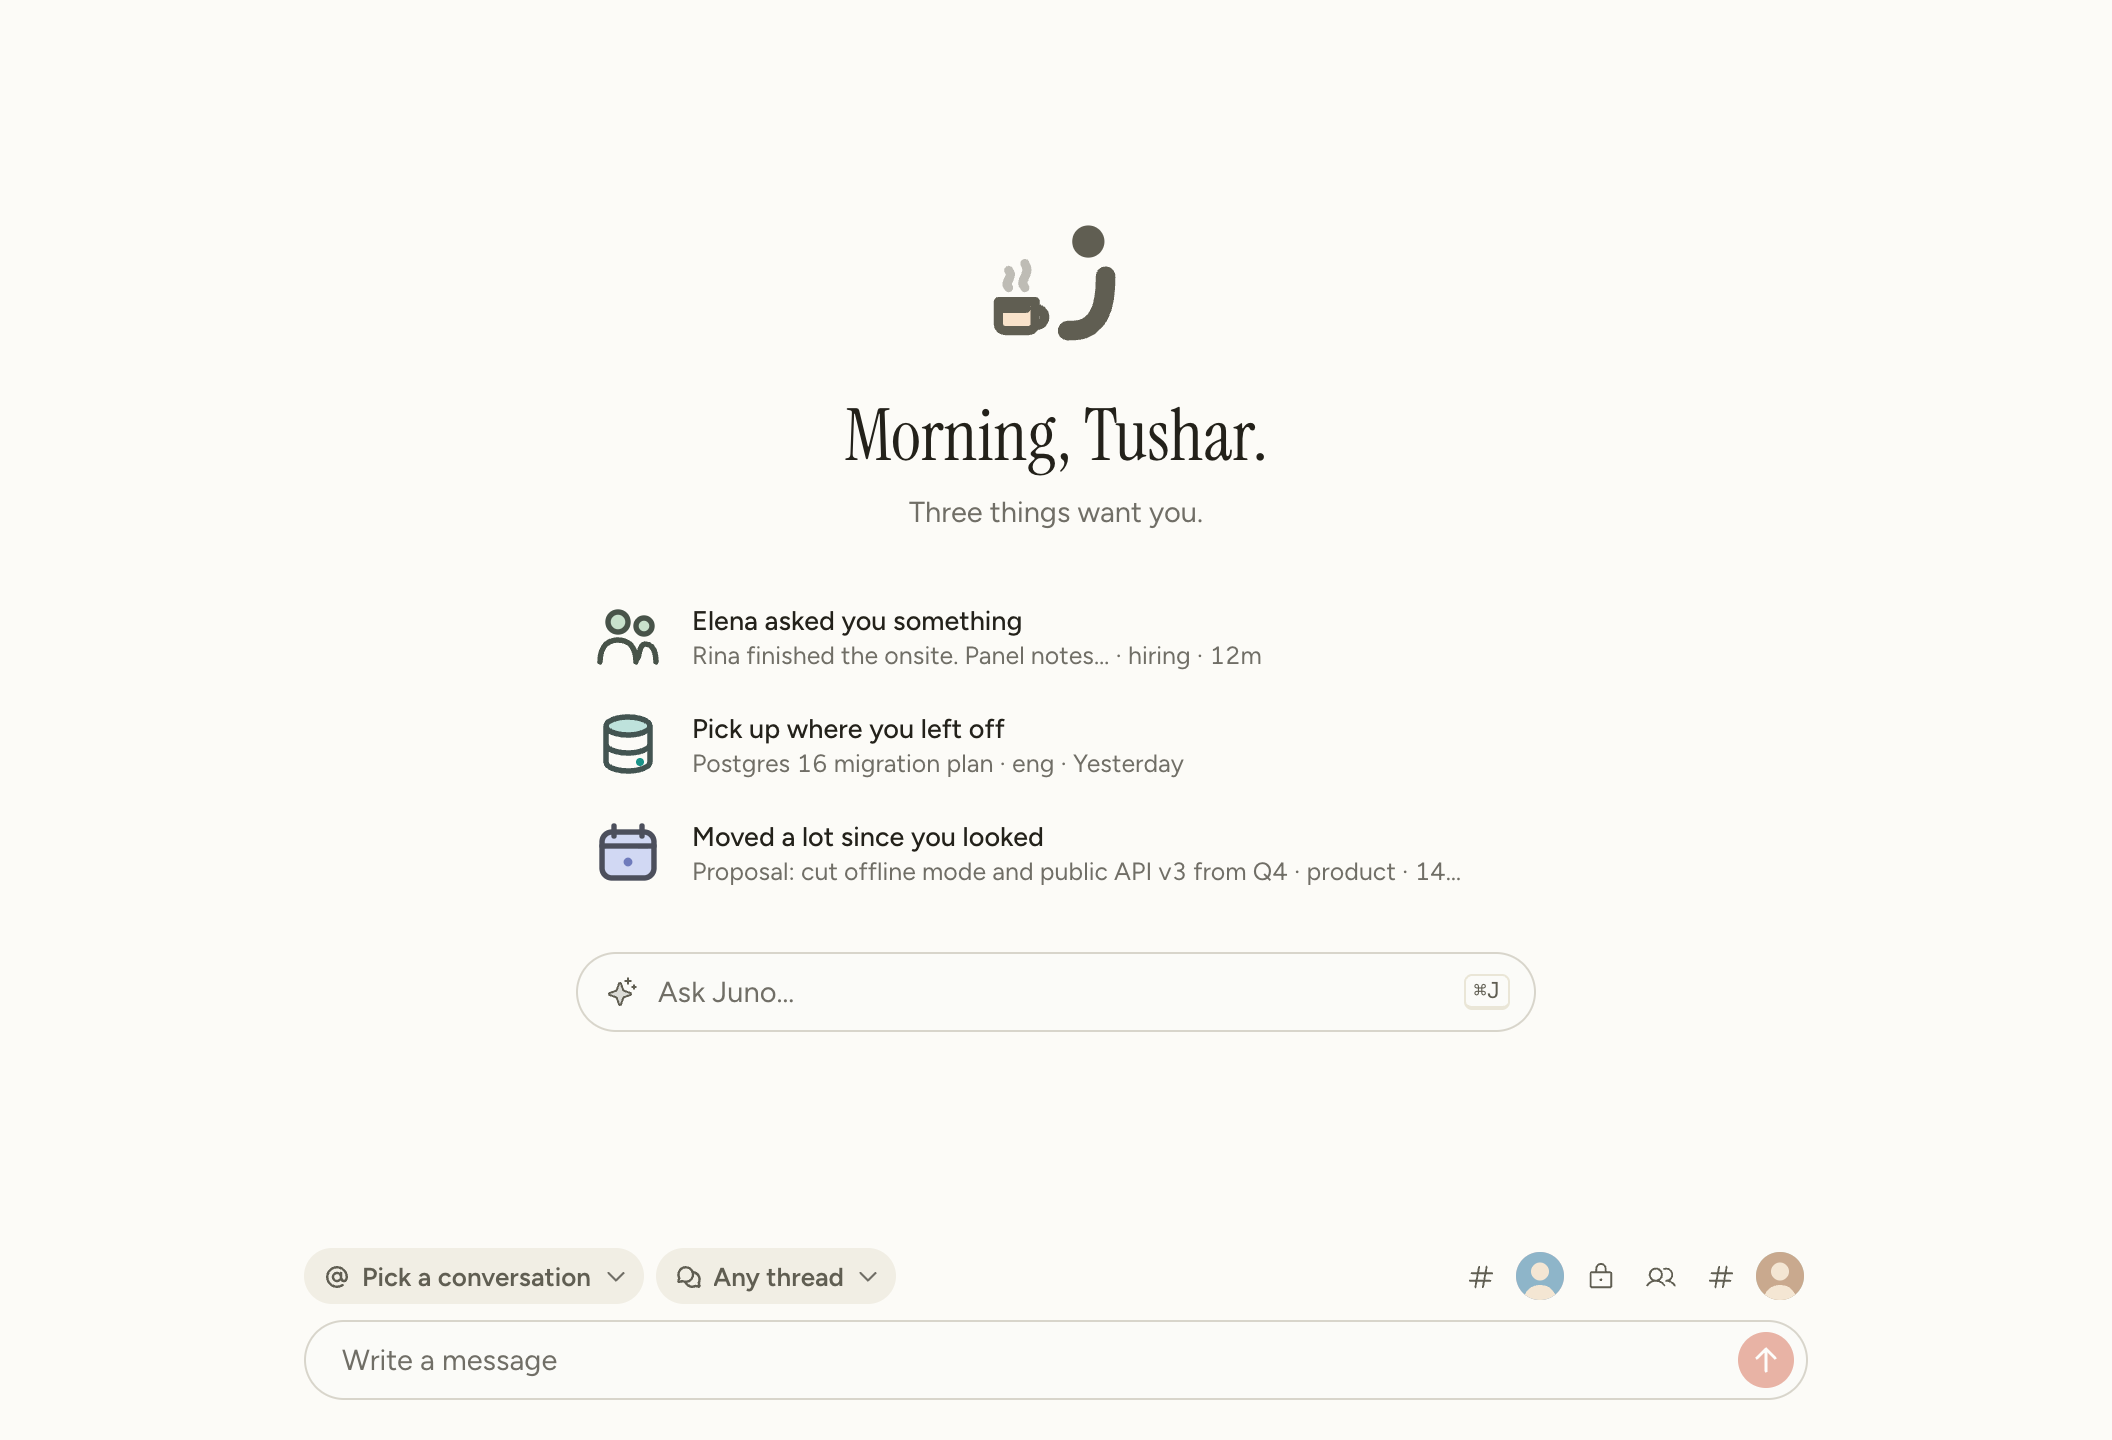 Morning, Tushar.
Three things want you.
Elena asked you something
Rina finished the onsite. Panel notes... · hiring · 12m
Pick up where you left off
Postgres 16 migration plan · eng · Yesterday
Moved a lot since you looked
Proposal: cut offline mode and public API v3 from Q4 · product · 14...
Ask Juno...
⌘J
Pick a conversation
Any thread
Write a message